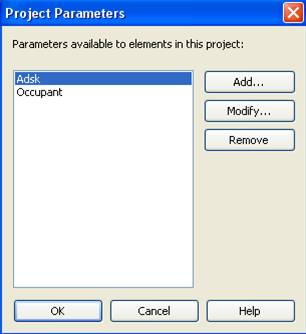 Project Parameters
Parameters available to elements in this project:
Adsk
Occupant
Add...
Modify...
Remove
OK
Cancel
Help